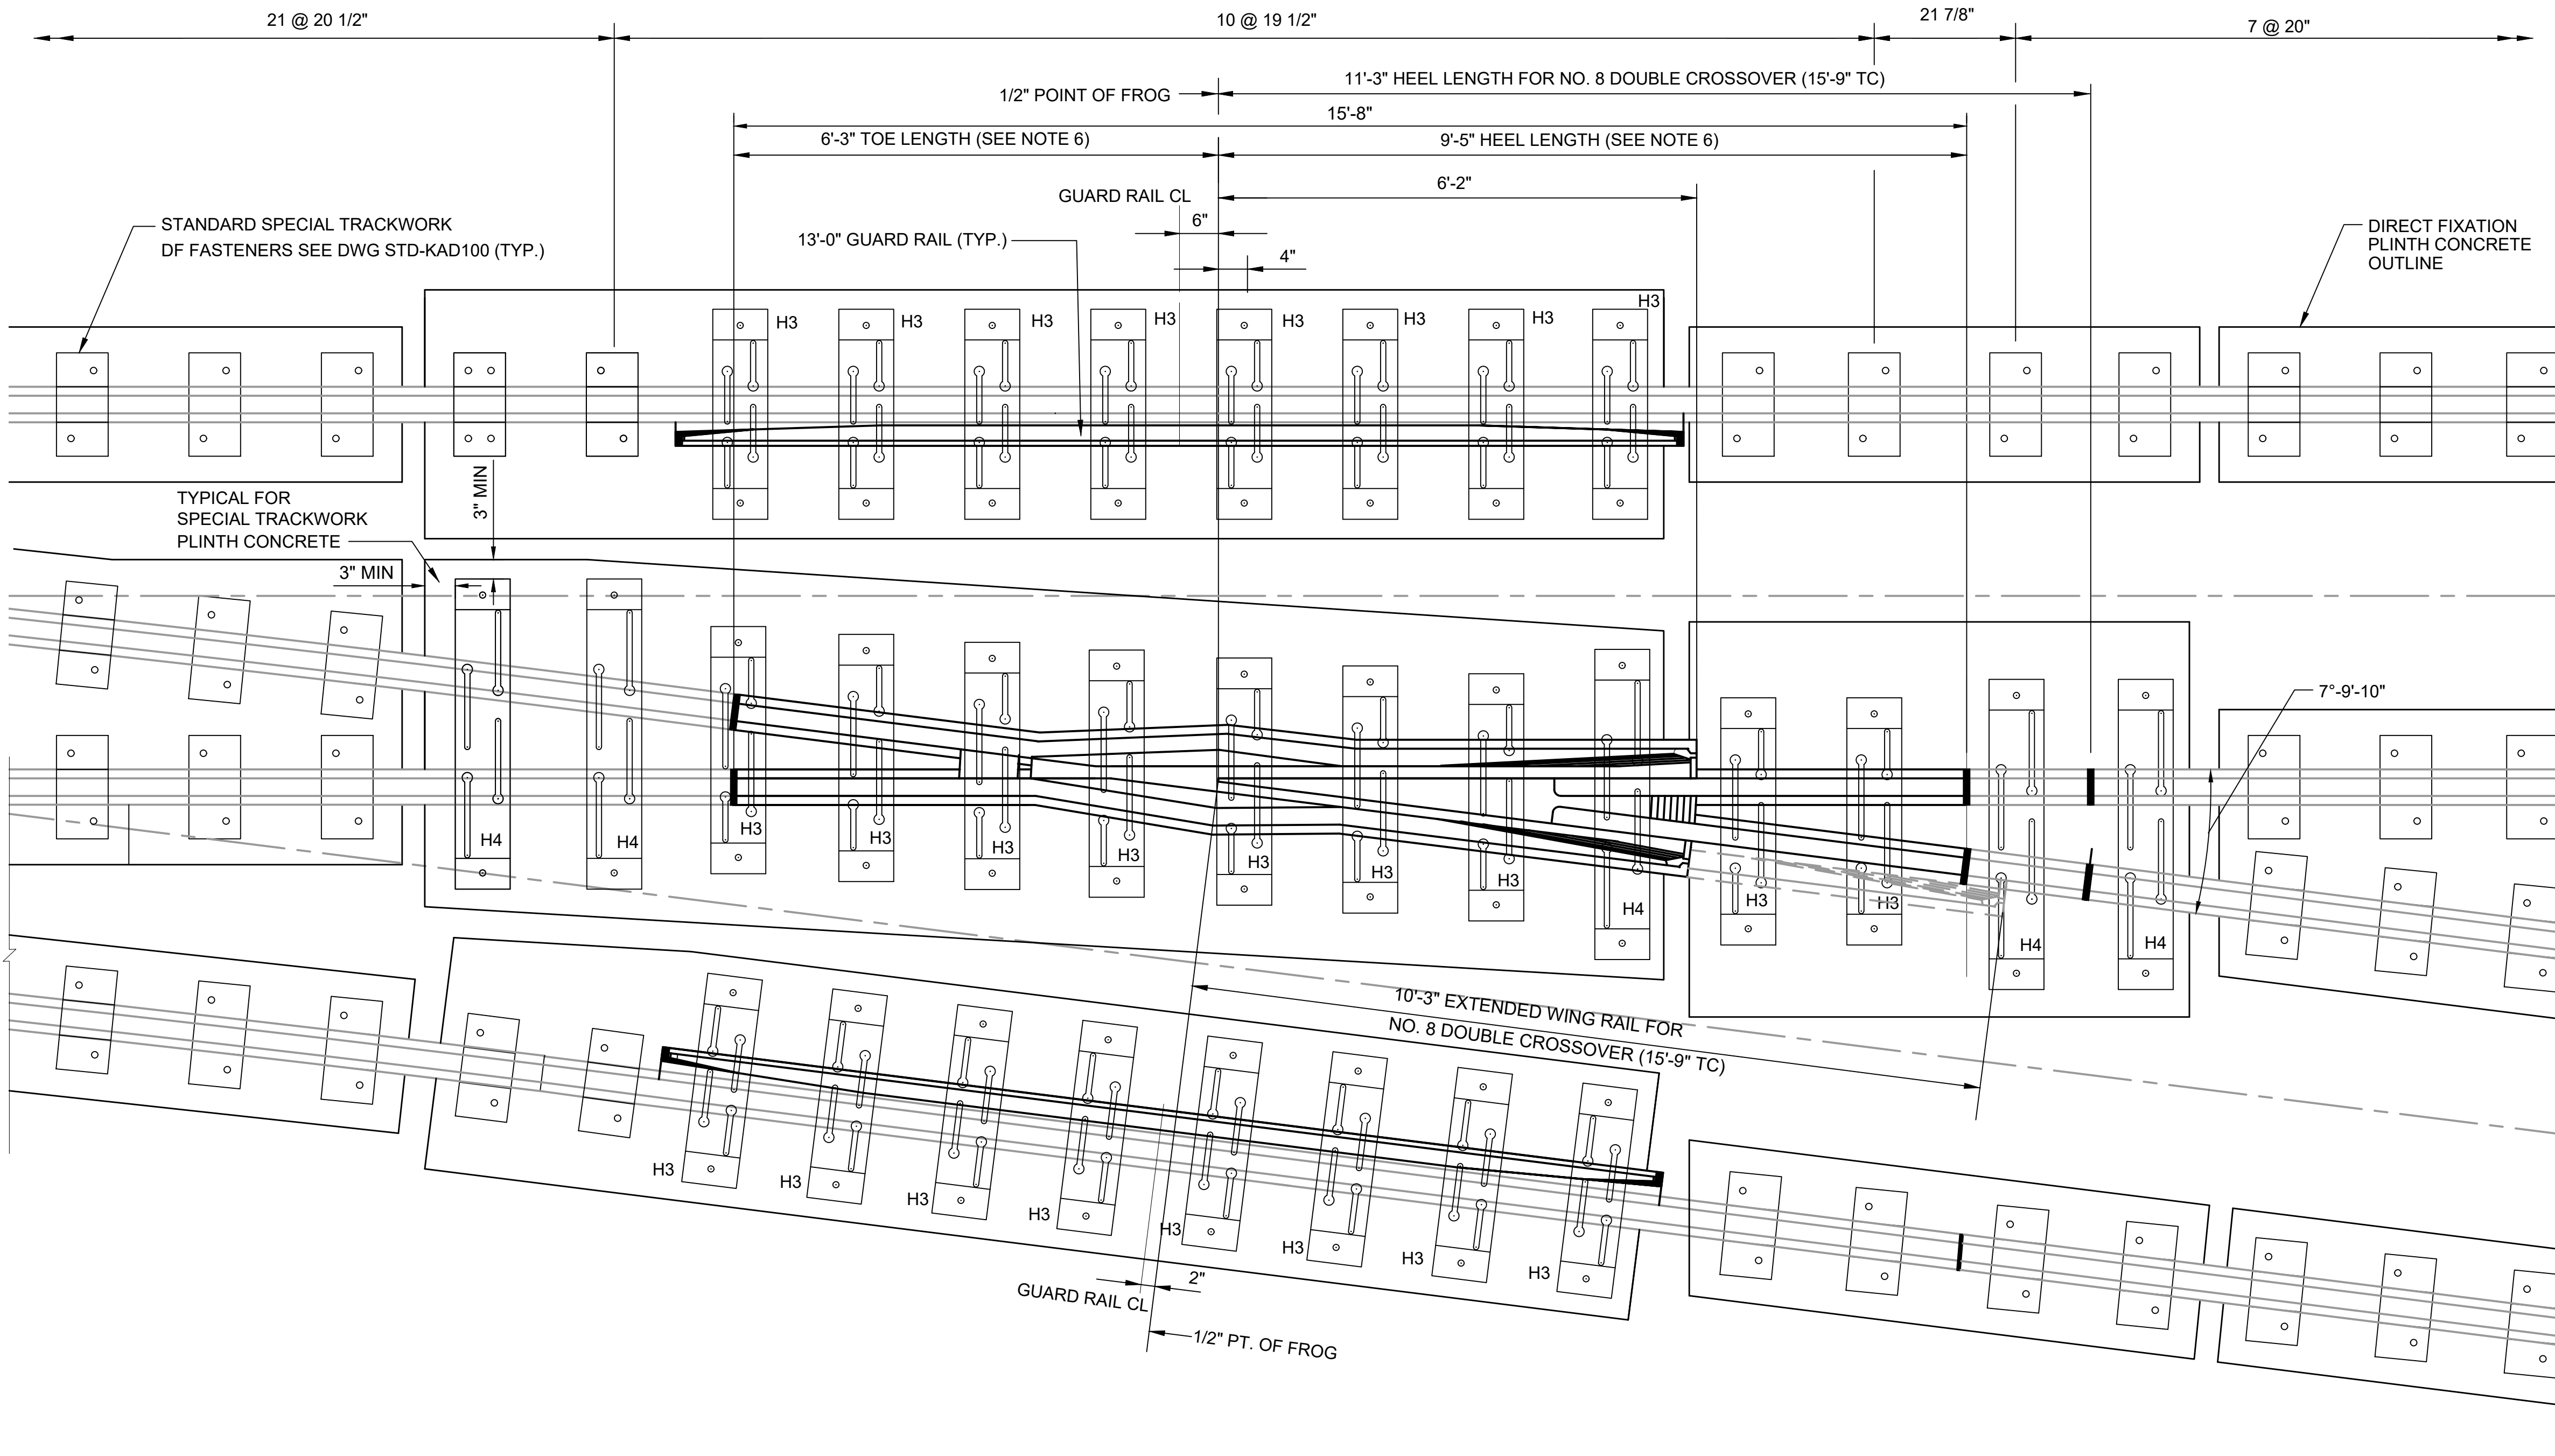 21 @ 20 1/2"
10 @ 19 1/2"
21 7/8"
7 @ 20"
11'-3" HEEL LENGTH FOR NO. 8 DOUBLE CROSSOVER (15'-9" TC)
1/2" POINT OF FROG
15'-8"
6'-3" TOE LENGTH (SEE NOTE 6)
9'-5" HEEL LENGTH (SEE NOTE 6)
6'-2"
GUARD RAIL CL
6"
4"
13'-0" GUARD RAIL (TYP.)
STANDARD SPECIAL TRACKWORK
DF FASTENERS SEE DWG STD-KAD100 (TYP.)
DIRECT FIXATION
PLINTH CONCRETE
OUTLINE
H3
H3
H3
H3
H3
H3
H3
H3
3" MIN
TYPICAL FOR
SPECIAL TRACKWORK
PLINTH CONCRETE
3" MIN
7°-9'-10"
H4
H4
H3
H3
H3
H3
H3
H3
H3
H4
H3
H3
H4
H4
10'-3" EXTENDED WING RAIL FOR
NO. 8 DOUBLE CROSSOVER (15'-9" TC)
H3
H3
H3
H3
H3
H3
H3
H3
2"
GUARD RAIL CL
1/2" PT. OF FROG